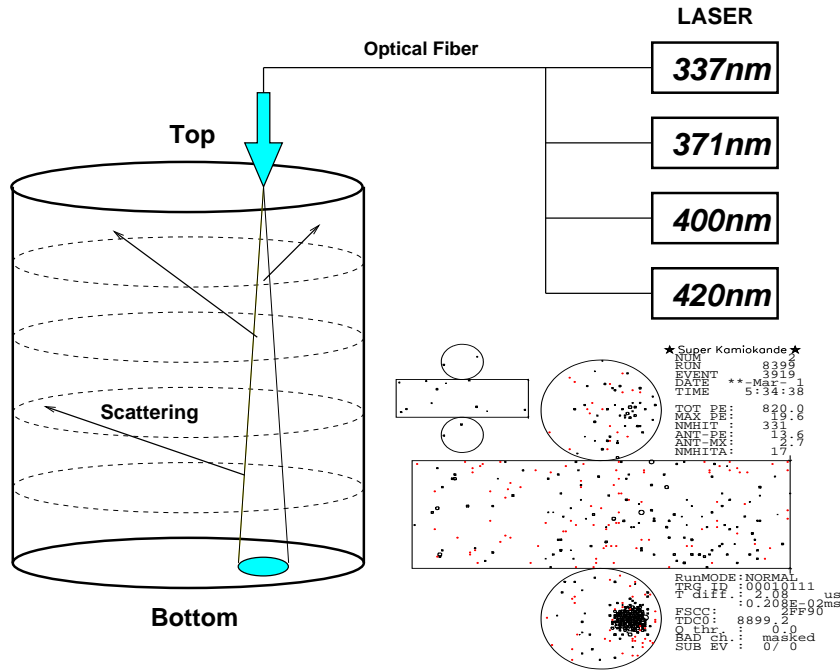 LASER
Optical Fiber
337nm
371nm
400nm
420nm
Top
Scattering
Bottom
★ Super Kamiokande ★
NUM 2
RUN 8399
EVENT 3919
DATE **-Mar- 1
TIME 5:34:38
TOT PE: 820.0
MAX PE: 19.6
NMHIT : 331
ANT-PE: 13.6
ANT-MX: 2.7
NMHITA: 17
RunMODE:NORMAL
TRG ID :00010111
T diff.: 2.08 us
:0.208E-02ms
FSCC: 2FF90
TDC0: 8899.2
Q thr. : 0.0
BAD ch.: masked
SUB EV : 0/ 0